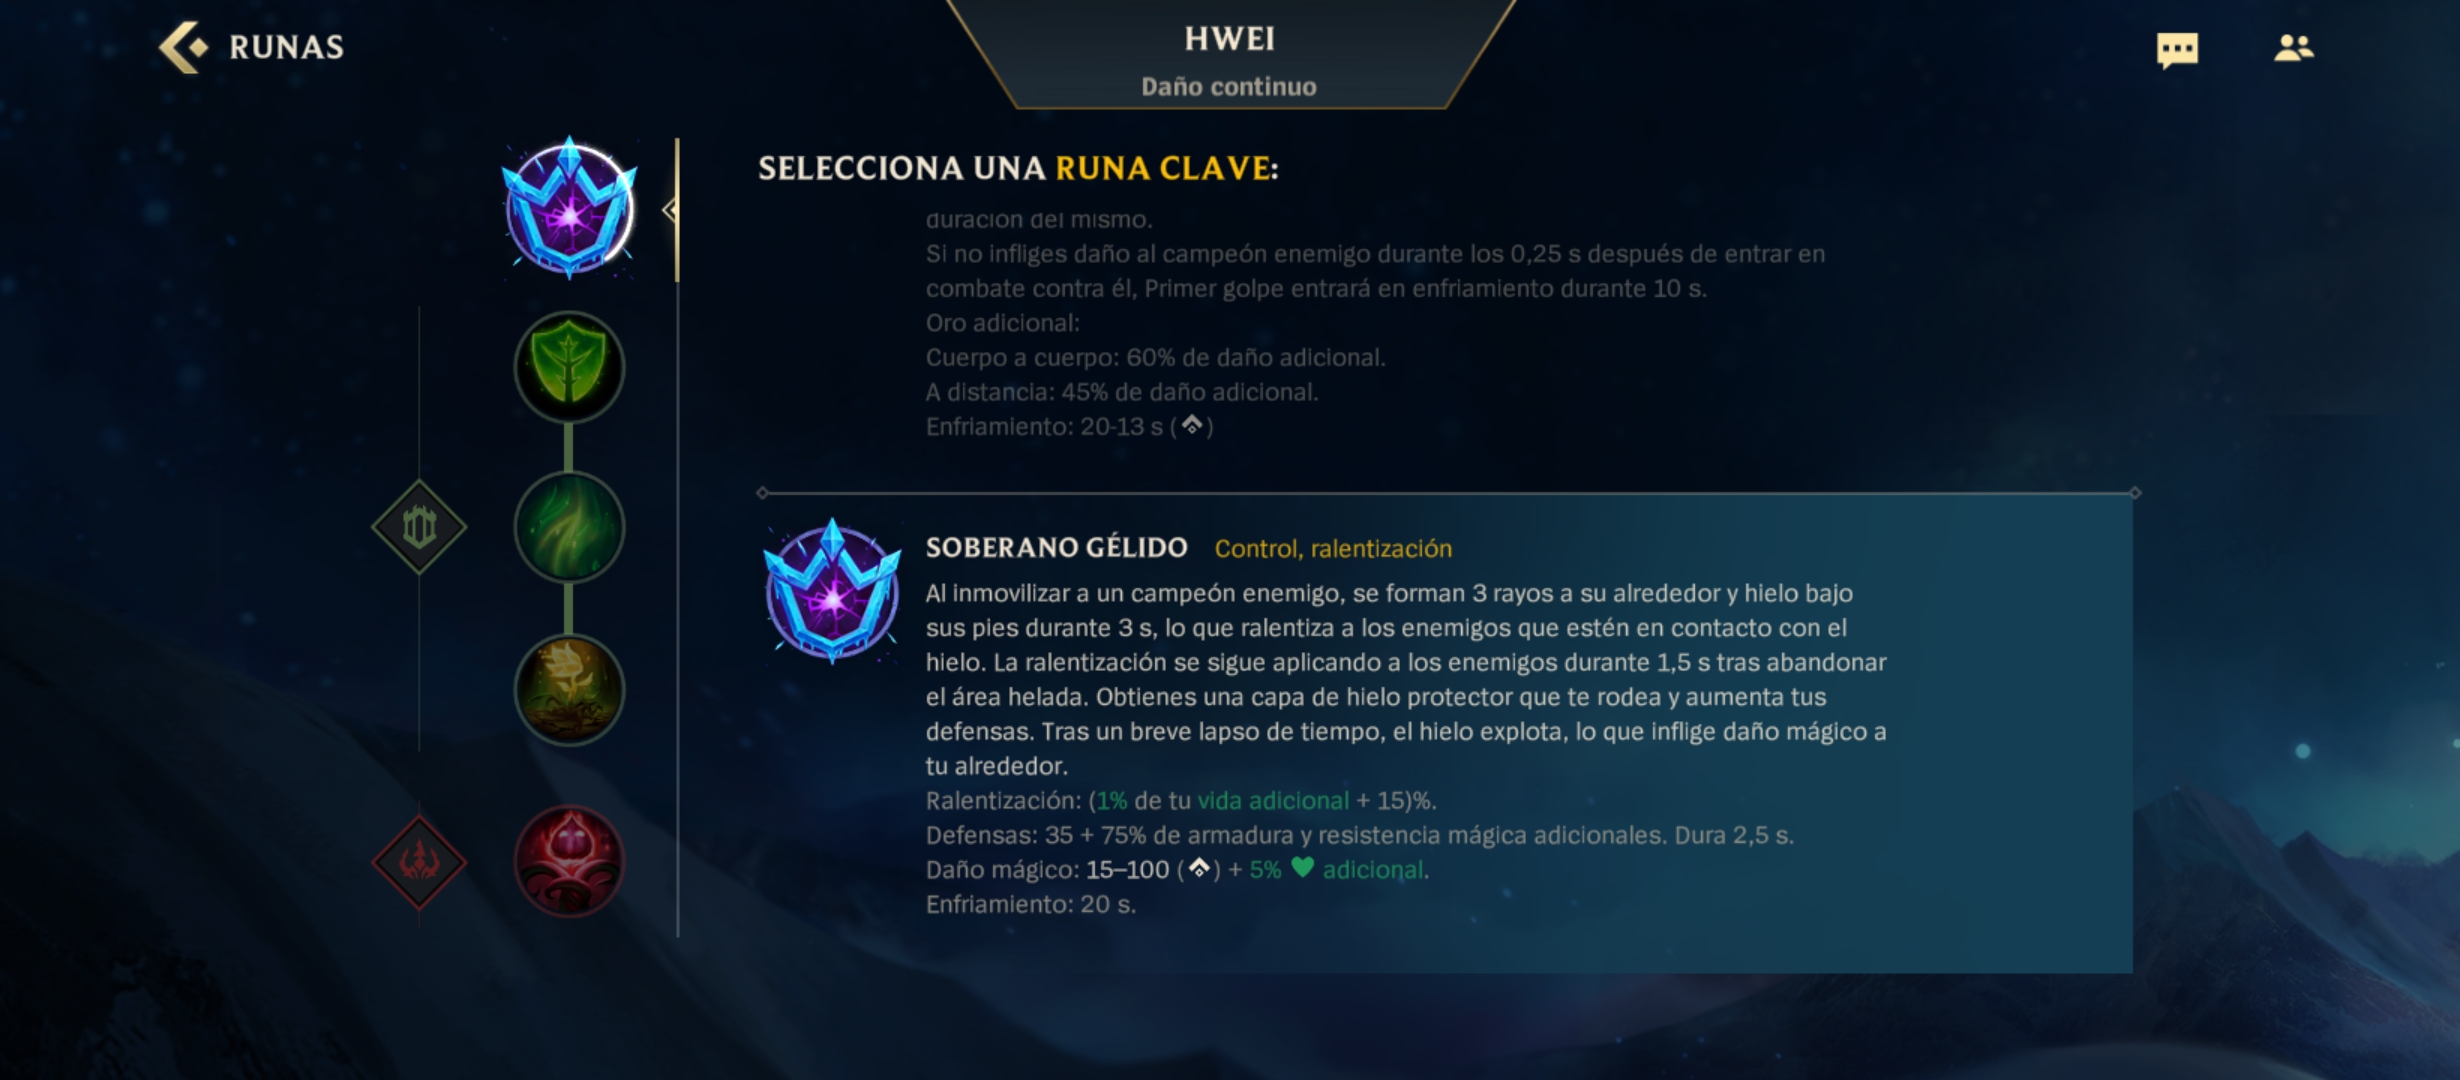 RUNAS
HWEI
Daño continuo
SELECCIONA UNA RUNA CLAVE:
duración del mismo.
Si no infliges daño al campeón enemigo durante los 0,25 s después de entrar en
combate contra él, Primer golpe entrará en enfriamiento durante 10 s.
Oro adicional:
Cuerpo a cuerpo: 60% de daño adicional.
A distancia: 45% de daño adicional.
Enfriamiento: 20-13 s ( )
SOBERANO GÉLIDO Control, ralentización
Al inmovilizar a un campeón enemigo, se forman 3 rayos a su alrededor y hielo bajo
sus pies durante 3 s, lo que ralentiza a los enemigos que estén en contacto con el
hielo. La ralentización se sigue aplicando a los enemigos durante 1,5 s tras abandonar
el área helada. Obtienes una capa de hielo protector que te rodea y aumenta tus
defensas. Tras un breve lapso de tiempo, el hielo explota, lo que inflige daño mágico a
tu alrededor.
Ralentización: (1% de tu vida adicional + 15)%.
Defensas: 35 + 75% de armadura y resistencia mágica adicionales. Dura 2,5 s.
Daño mágico: 15–100 ( ) + 5% adicional.
Enfriamiento: 20 s.